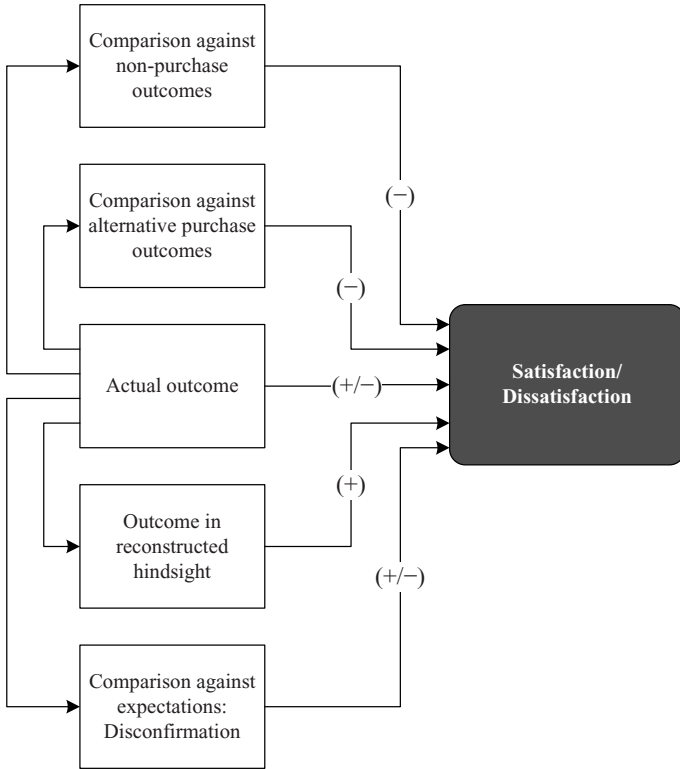 Comparison against
non-purchase
outcomes
(−)
Comparison against
alternative purchase
outcomes
(−)
Actual outcome
(+/−)
Satisfaction/
Dissatisfaction
(+)
Outcome in
reconstructed
hindsight
(+/−)
Comparison against
expectations:
Disconfirmation